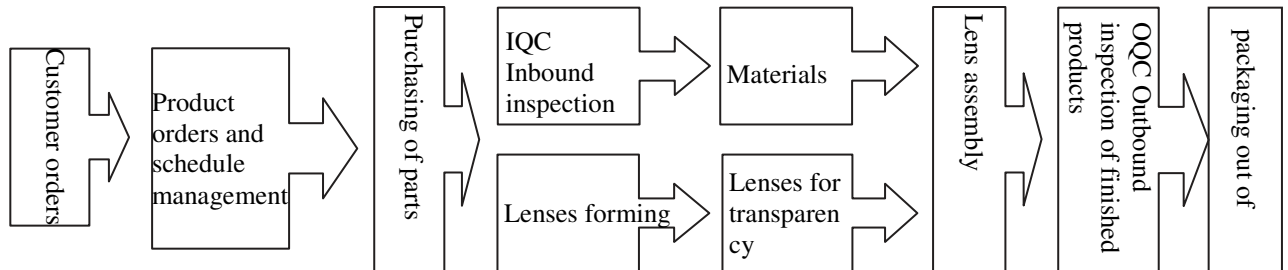 Customer orders
Product
orders and
schedule
management
Purchasing of
parts
IQC
Inbound
inspection
Materials
Lenses forming
Lenses for
transparen
cy
Lens assembly
OQC Outbound
inspection of finished
products
packaging out of